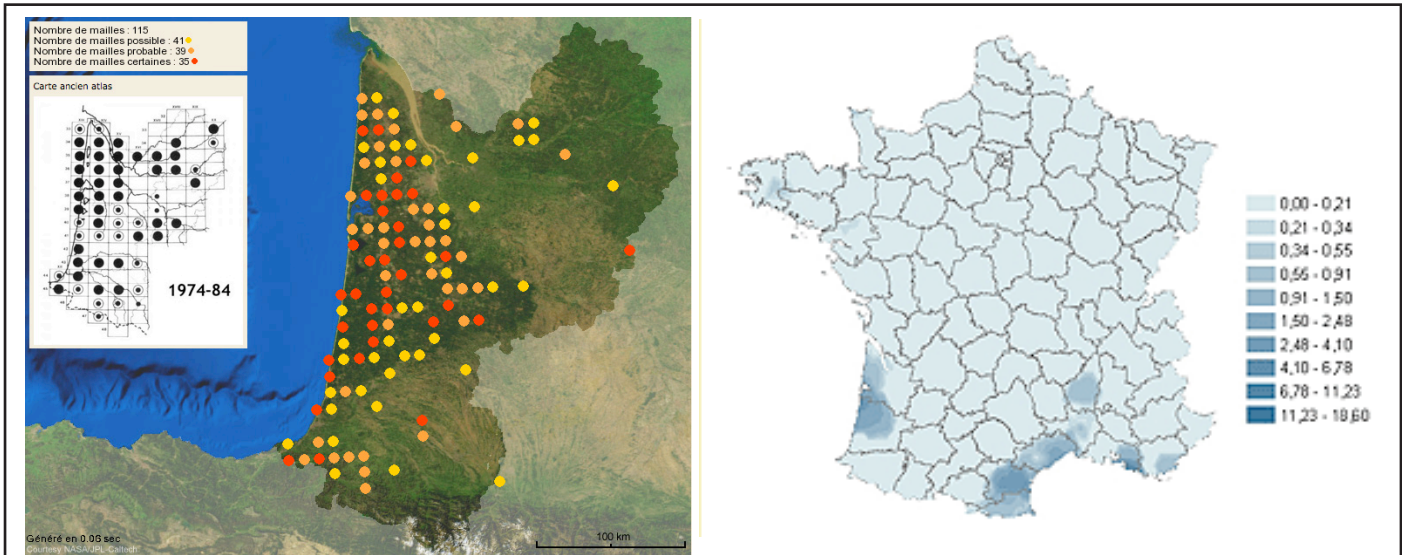 Nombre de mailles : 115
Nombre de mailles possible : 41
Nombre de mailles probable : 39
Nombre de mailles certaines : 35
Carte ancien atlas
1974-84
Généré en 0.06 sec
Courtesy NASA/JPL-Caltech
100 km
0,00 - 0,21
0,21 - 0,34
0,34 - 0,55
0,55 - 0,91
0,91 - 1,50
1,50 - 2,48
2,48 - 4,10
4,10 - 6,78
6,78 - 11,23
11,23 - 18,60